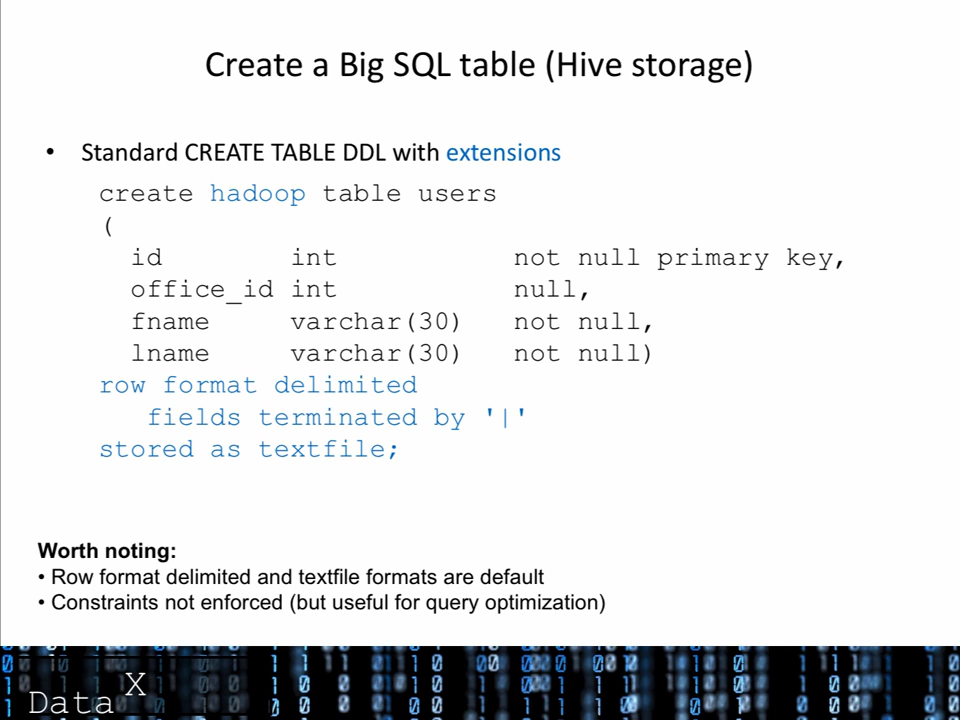 Create a Big SQL table (Hive storage)
• Standard CREATE TABLE DDL with extensions
create hadoop table users
(
id int not null primary key,
office_id int null,
fname varchar(30) not null,
lname varchar(30) not null)
row format delimited
fields terminated by '|'
stored as textfile;
Worth noting:
• Row format delimited and textfile formats are default
• Constraints not enforced (but useful for query optimization)
Data X